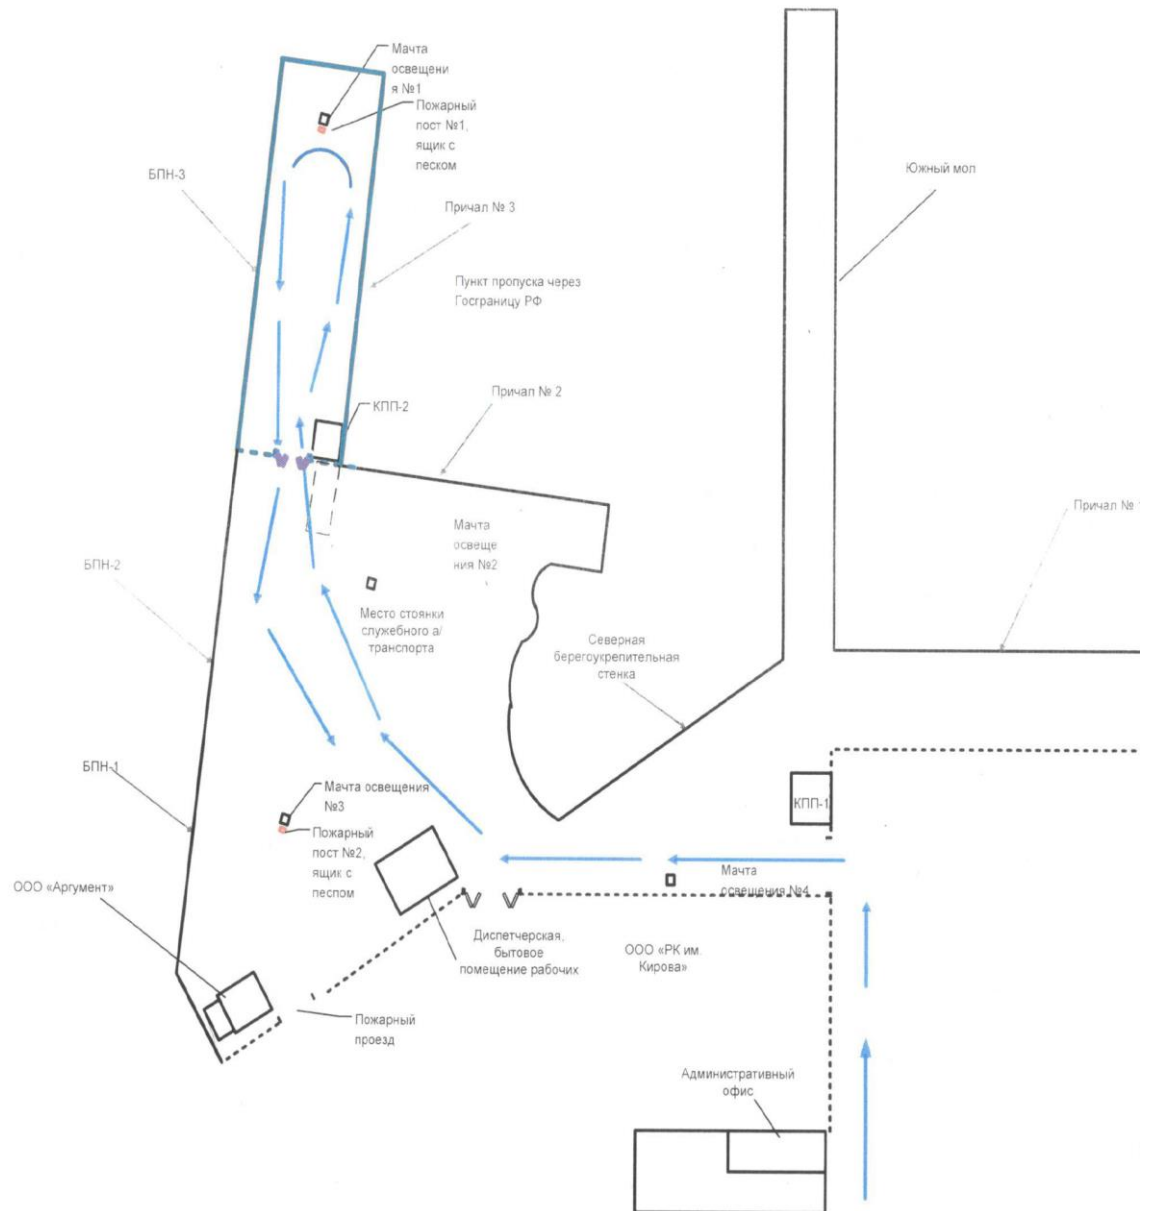 Мачта
освещени
я №1
Пожарный
пост №1,
ящик с
песком
БПН-3
Южный мол
Причал № 3
Пункт пропуска через
Госграницу РФ
Причал № 2
КПП-2
Причал №
Мачта
освеще
ния №2
БПН-2
Место стоянки
служебного а/
транспорта
Северная
берегоукрепительная
стенка
БПН-1
Мачта освещения
№3
КПП-1
Пожарный
пост №2,
ящик с
песком
Мачта
освещения №4
ООО «Аргумент»
Диспетчерская,
бытовое
помещение рабочих
ООО «РК им.
Кирова»
Пожарный
проезд
Административный
офис